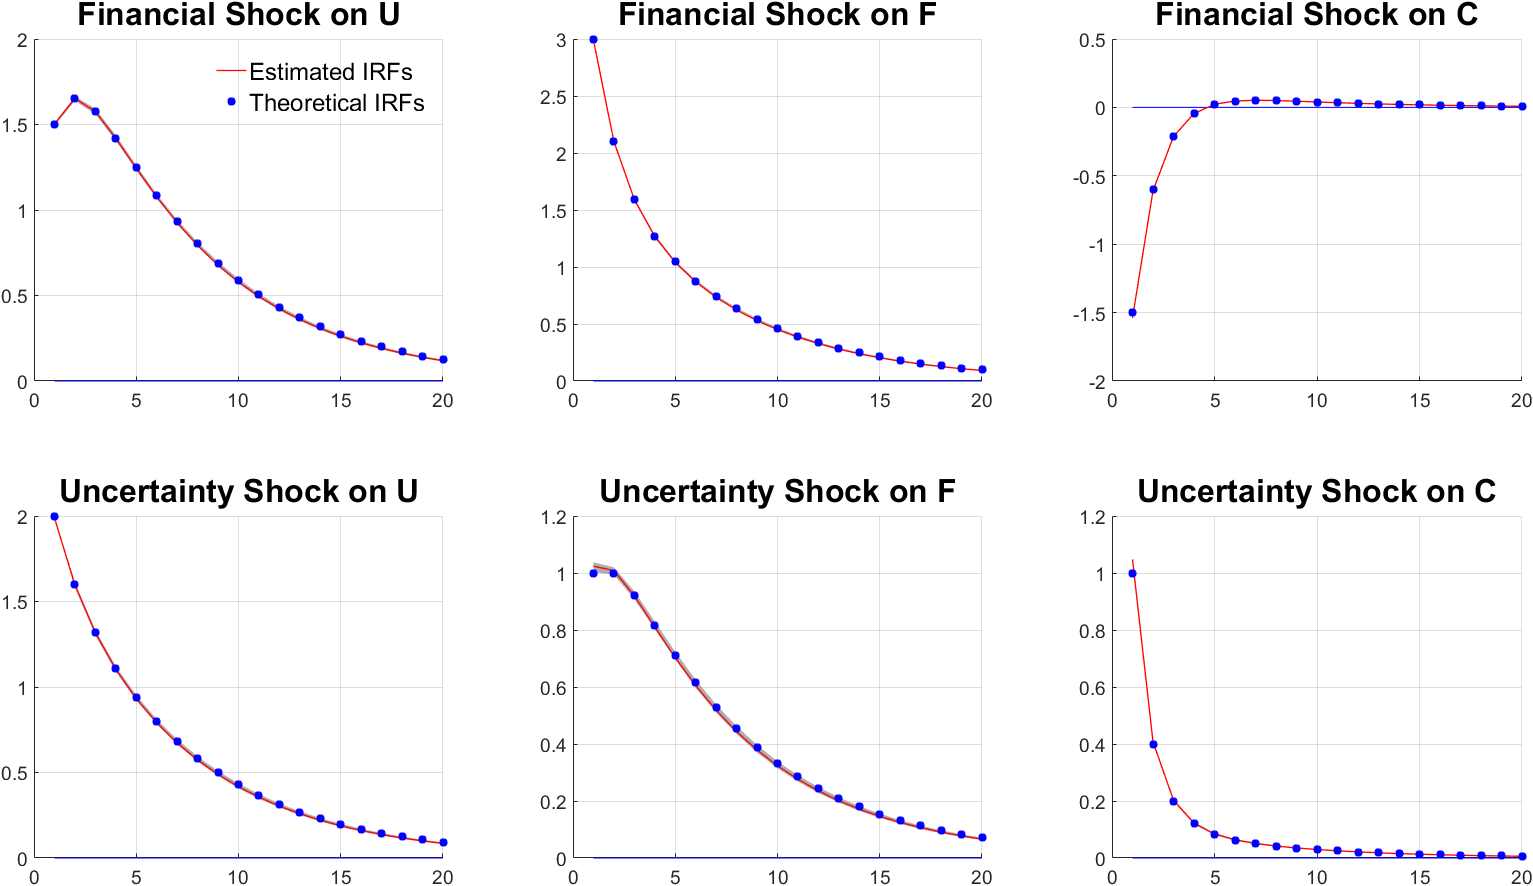 Financial Shock on U
Financial Shock on F
Financial Shock on C
2
1.5
1
0.5
0
0 5 10 15 20
Estimated IRFs
Theoretical IRFs
3
2.5
2
1.5
1
0.5
0
0 5 10 15 20
0.5
0
-0.5
-1
-1.5
-2
0 5 10 15 20
Uncertainty Shock on U
Uncertainty Shock on F
Uncertainty Shock on C
2
1.5
1
0.5
0
0 5 10 15 20
1.2
1
0.8
0.6
0.4
0.2
0
0 5 10 15 20
1.2
1
0.8
0.6
0.4
0.2
0
0 5 10 15 20